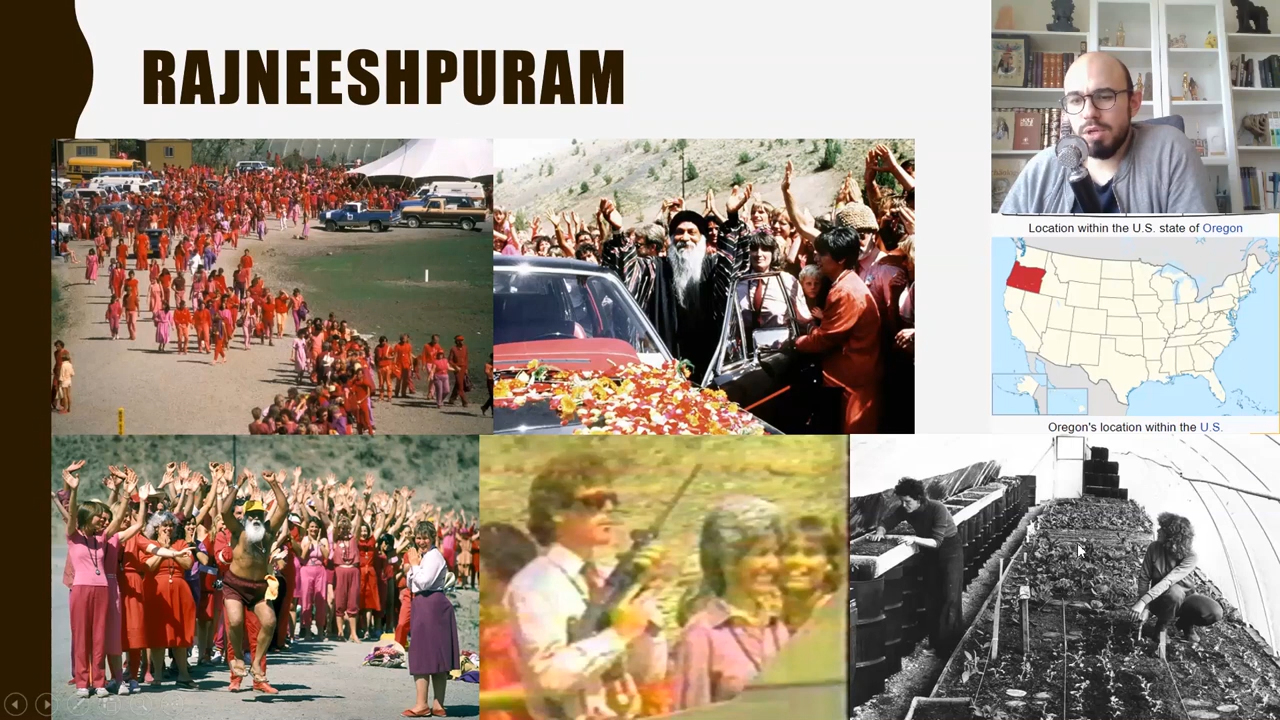 RAJNEESHPURAM
Location within the U.S. state of Oregon
Oregon's location within the U.S.